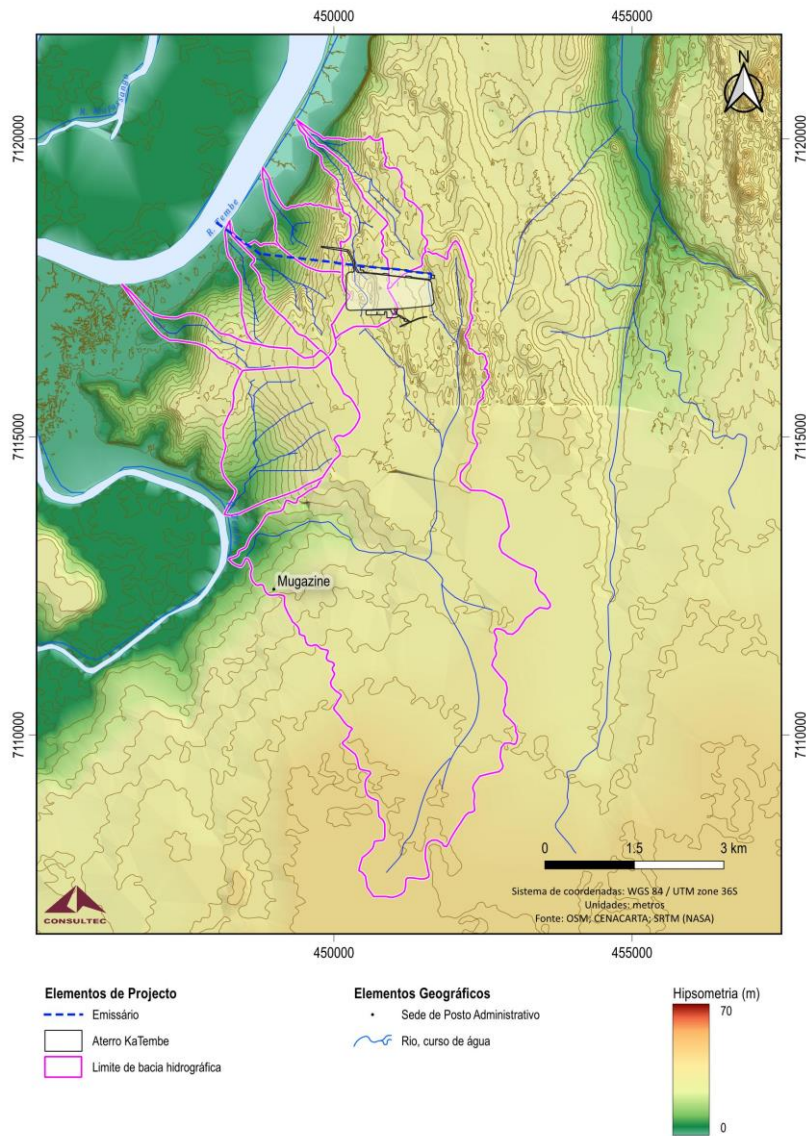 450000
455000
N
7120000
7120000
R. Tembe
7115000
7115000
Mugazine
7110000
7110000
0
1.5
3 km
Sistema de coordenadas: WGS 84 / UTM zone 36S
Unidades: metros
Fonte: OSM; CENACARTA; SRTM (NASA)
CONSULTEC
450000
455000
Elementos de Projecto
Emissário
Aterro KaTembe
Limite de bacia hidrográfica
Elementos Geográficos
Sede de Posto Administrativo
Rio, curso de água
Hipsometria (m)
70
0